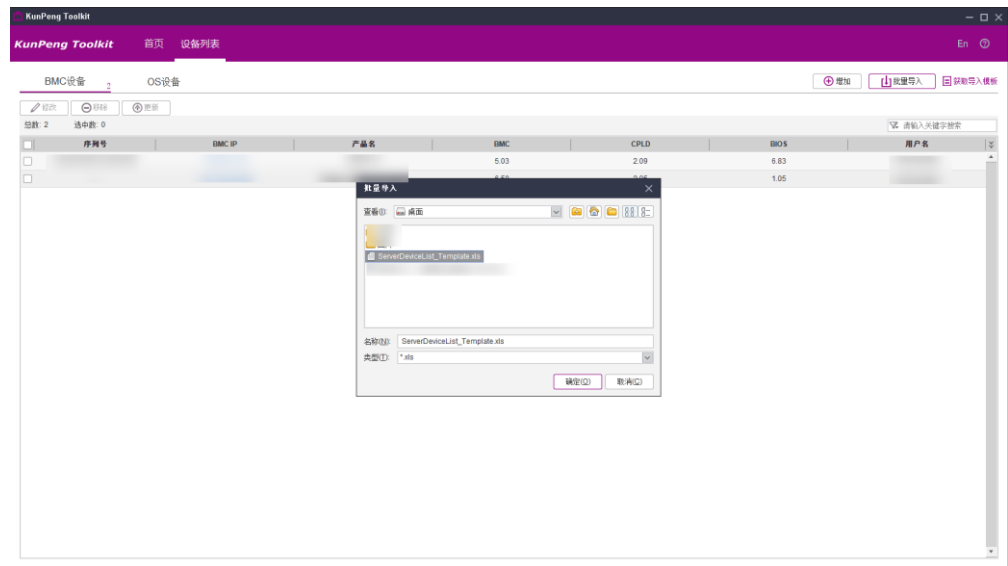 KunPeng Toolkit
KunPeng Toolkit 首页 设备列表 En
BMC设备 2 OS设备 增加 批量导入 获取导入模板
修改 移除 更新
总数: 2 选中数: 0 请输入关键字搜索
序列号 BMC IP 产品名 BMC CPLD BIOS 用户名
5.03 2.09 6.83
1.05
批量导入
查看(I): 桌面
ServerDeviceList_Template.xls
名称(N): ServerDeviceList_Template.xls
类型(T): *.xls
确定(O) 取消(C)